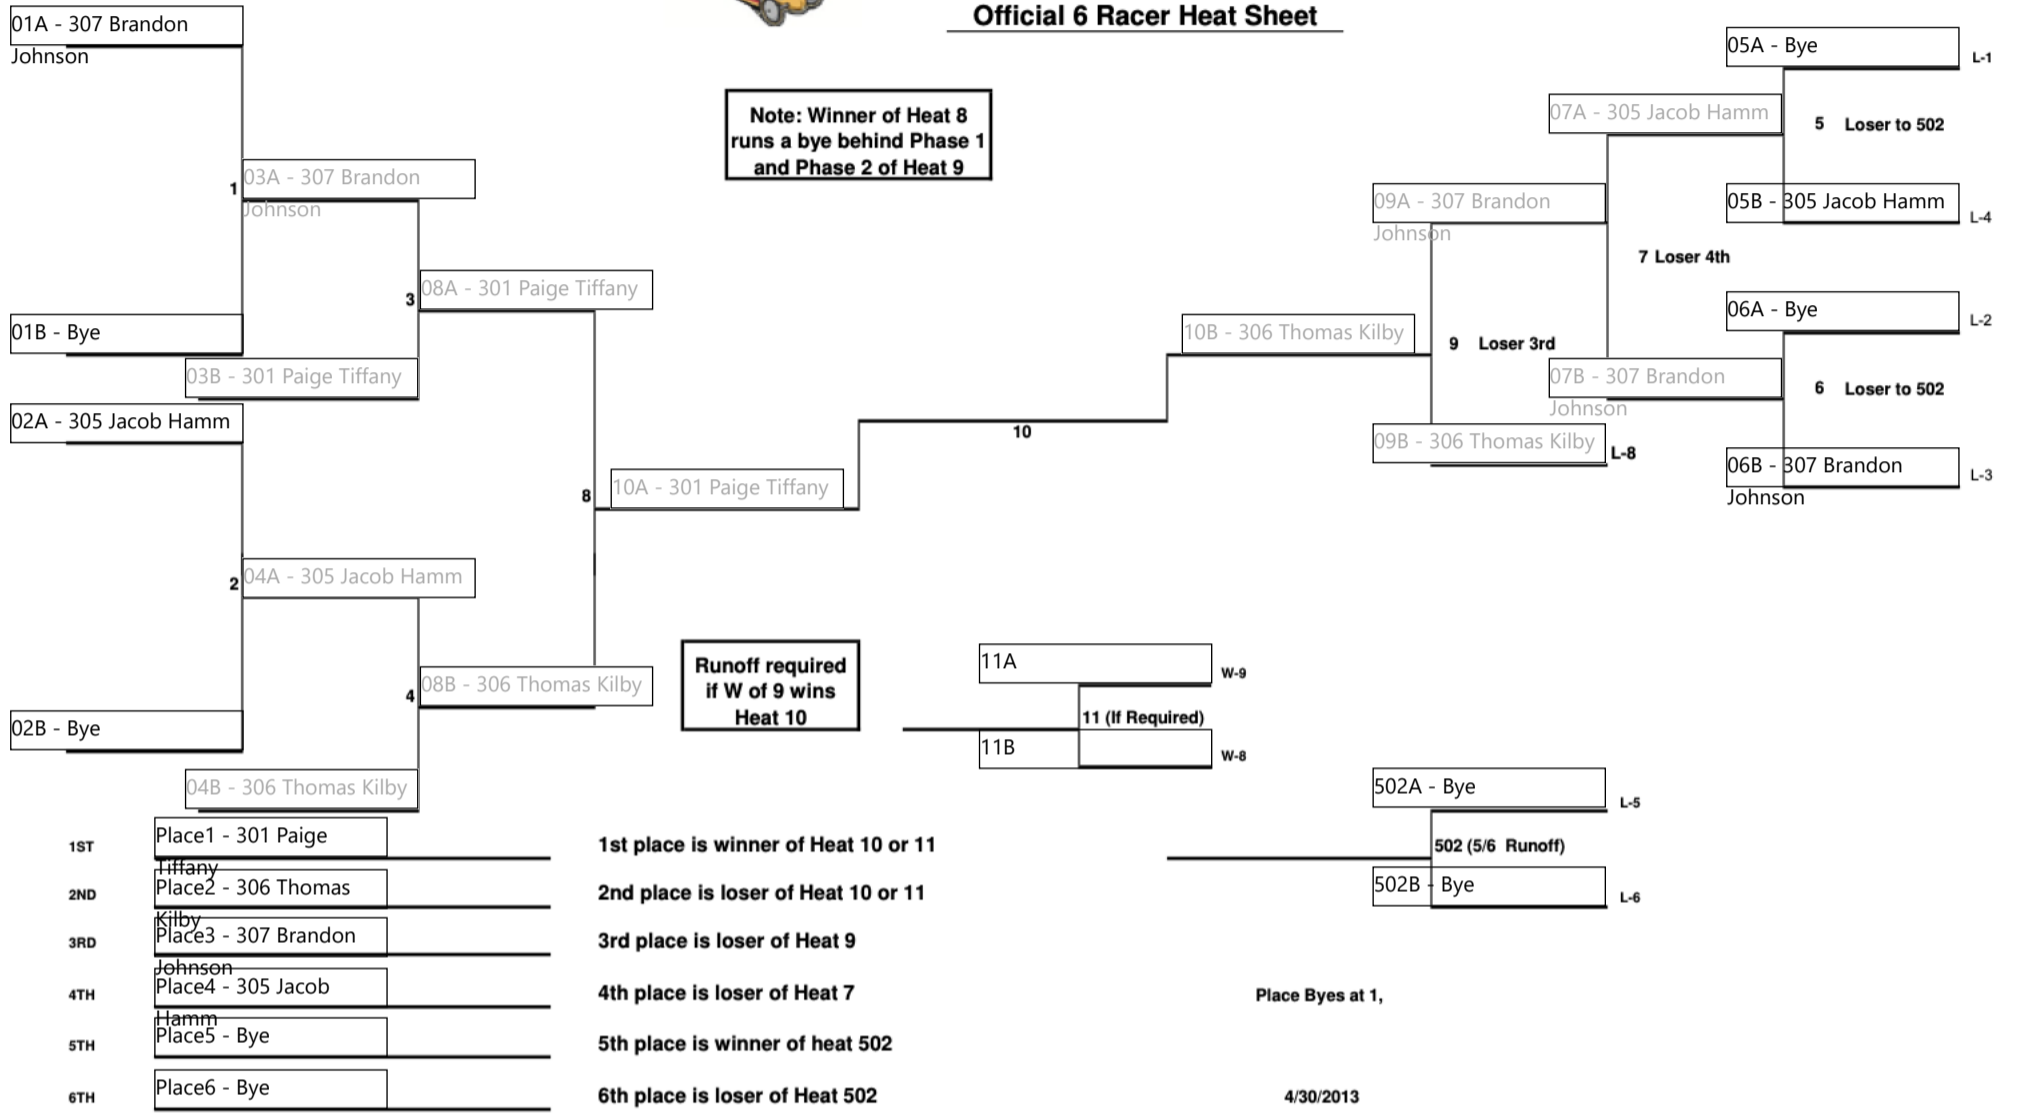 Official 6 Racer Heat Sheet
01A - 307 Brandon
Johnson
1
01B - Bye
03A - 307 Brandon
Johnson
03B - 301 Paige Tiffany
3
02A - 305 Jacob Hamm
2
02B - Bye
04A - 305 Jacob Hamm
04B - 306 Thomas Kilby
4
08A - 301 Paige Tiffany
8
08B - 306 Thomas Kilby
Note: Winner of Heat 8
runs a bye behind Phase 1
and Phase 2 of Heat 9
10A - 301 Paige Tiffany
10
10B - 306 Thomas Kilby
09A - 307 Brandon
Johnson
9 Loser 3rd
09B - 306 Thomas Kilby
L-8
07A - 305 Jacob Hamm
7 Loser 4th
07B - 307 Brandon
Johnson
05A - Bye
L-1
5 Loser to 502
05B - 305 Jacob Hamm
L-4
06A - Bye
L-2
6 Loser to 502
06B - 307 Brandon
Johnson
L-3
Runoff required
if W of 9 wins
Heat 10
11A
W-9
11 (If Required)
11B
W-8
502A - Bye
L-5
502 (5/6 Runoff)
502B - Bye
L-6
1ST
Place1 - 301 Paige
Tiffany
1st place is winner of Heat 10 or 11
2ND
Place2 - 306 Thomas
Kilby
2nd place is loser of Heat 10 or 11
3RD
Place3 - 307 Brandon
Johnson
3rd place is loser of Heat 9
4TH
Place4 - 305 Jacob
Hamm
4th place is loser of Heat 7
Place Byes at 1,
5TH
Place5 - Bye
5th place is winner of heat 502
6TH
Place6 - Bye
6th place is loser of Heat 502
4/30/2013